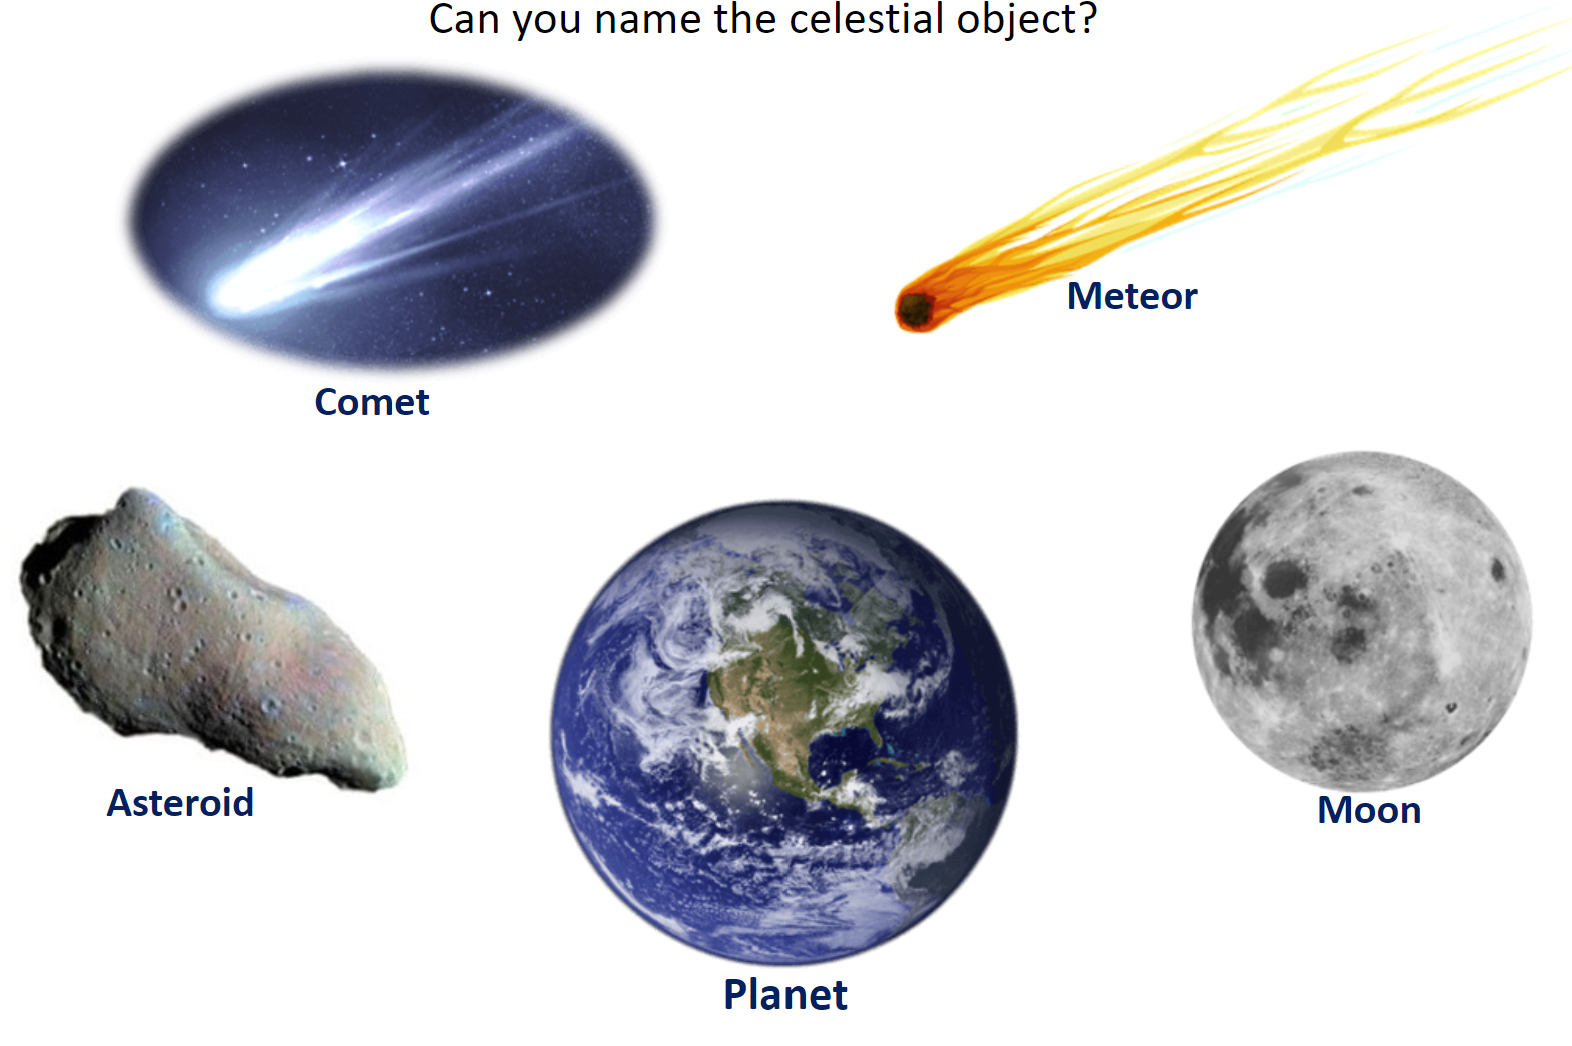 Can you name the celestial object?
Comet
Meteor
Asteroid
Planet
Moon